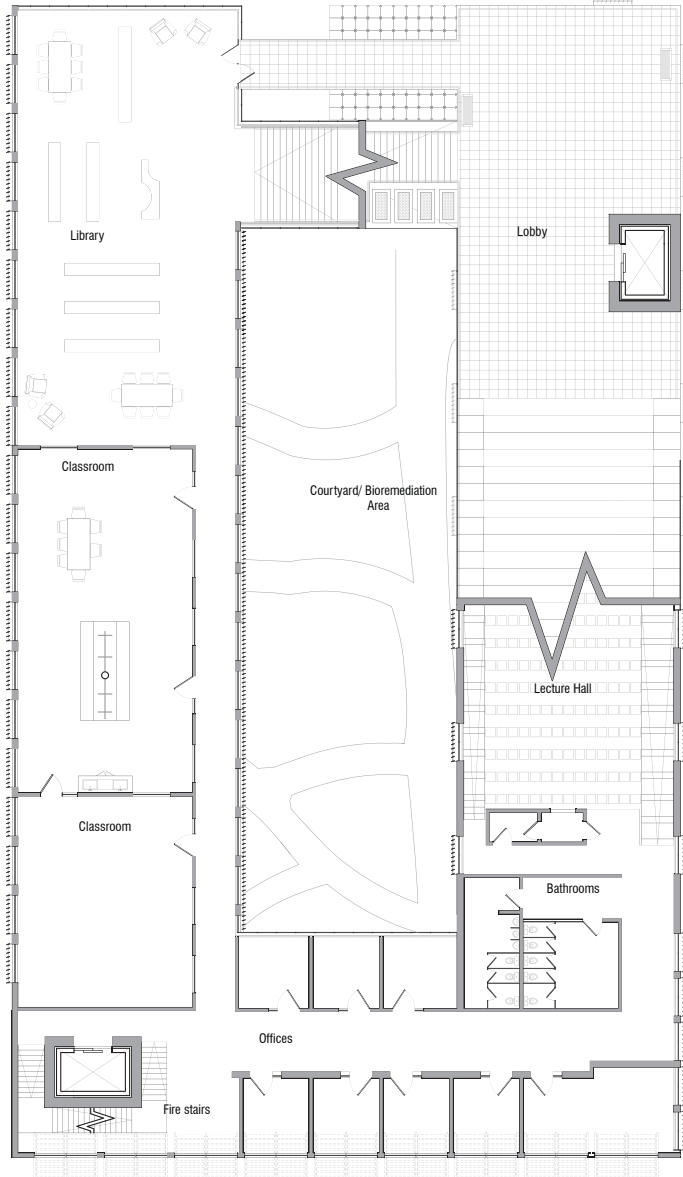 Library
Lobby
Classroom
Courtyard/ Bioremediation
Area
Lecture Hall
Classroom
Bathrooms
Offices
Fire stairs